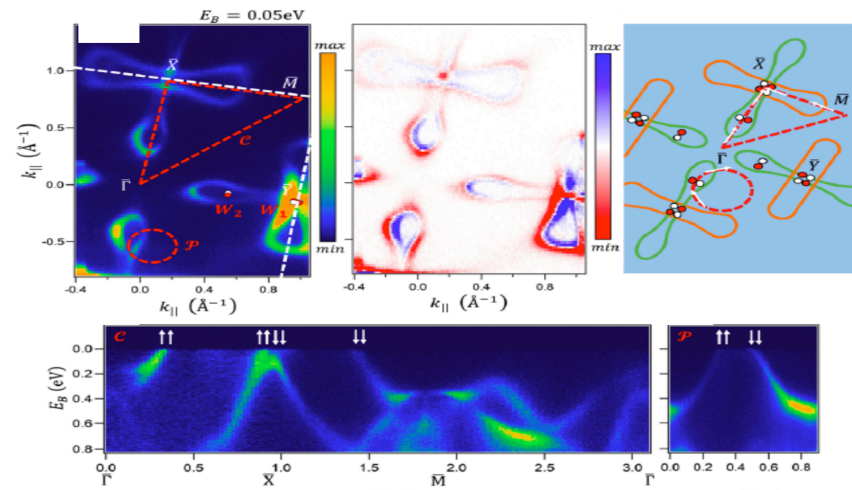 E_B = 0.05eV
X̄
M̄
Γ̄
𝒞
W₂
W₁
𝒫
max
min
1.0
0.5
0.0
-0.5
k|| (Å⁻¹)
-0.4
0.0
0.4
0.8
k|| (Å⁻¹)
max
min
-0.4
0.0
0.4
0.8
k|| (Å⁻¹)
X̄
M̄
Γ̄
Ȳ
𝒞
↑↑
↑↑↓↓
↓↓
0.0
0.2
0.4
0.6
0.8
E_B (eV)
0.0
0.5
1.0
1.5
2.0
2.5
3.0
Γ̄
X̄
M̄
Γ̄
𝒫
↑↑
↓↓
0.0
0.2
0.4
0.6
0.8